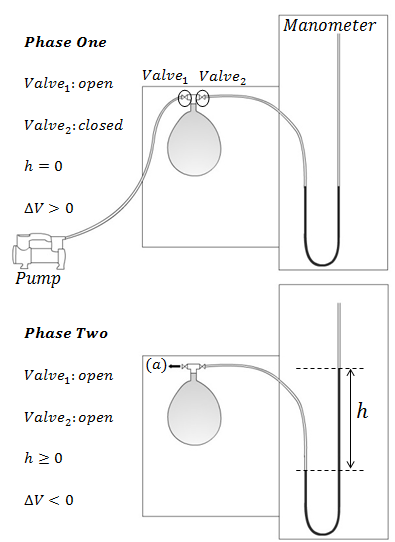 Manometer
Phase One
Valve₁: open
Valve₁ Valve₂
Valve₂: closed
h = 0
ΔV > 0
Pump
Phase Two
Valve₁: open
(a)
Valve₂: open
h
h ≥ 0
ΔV < 0